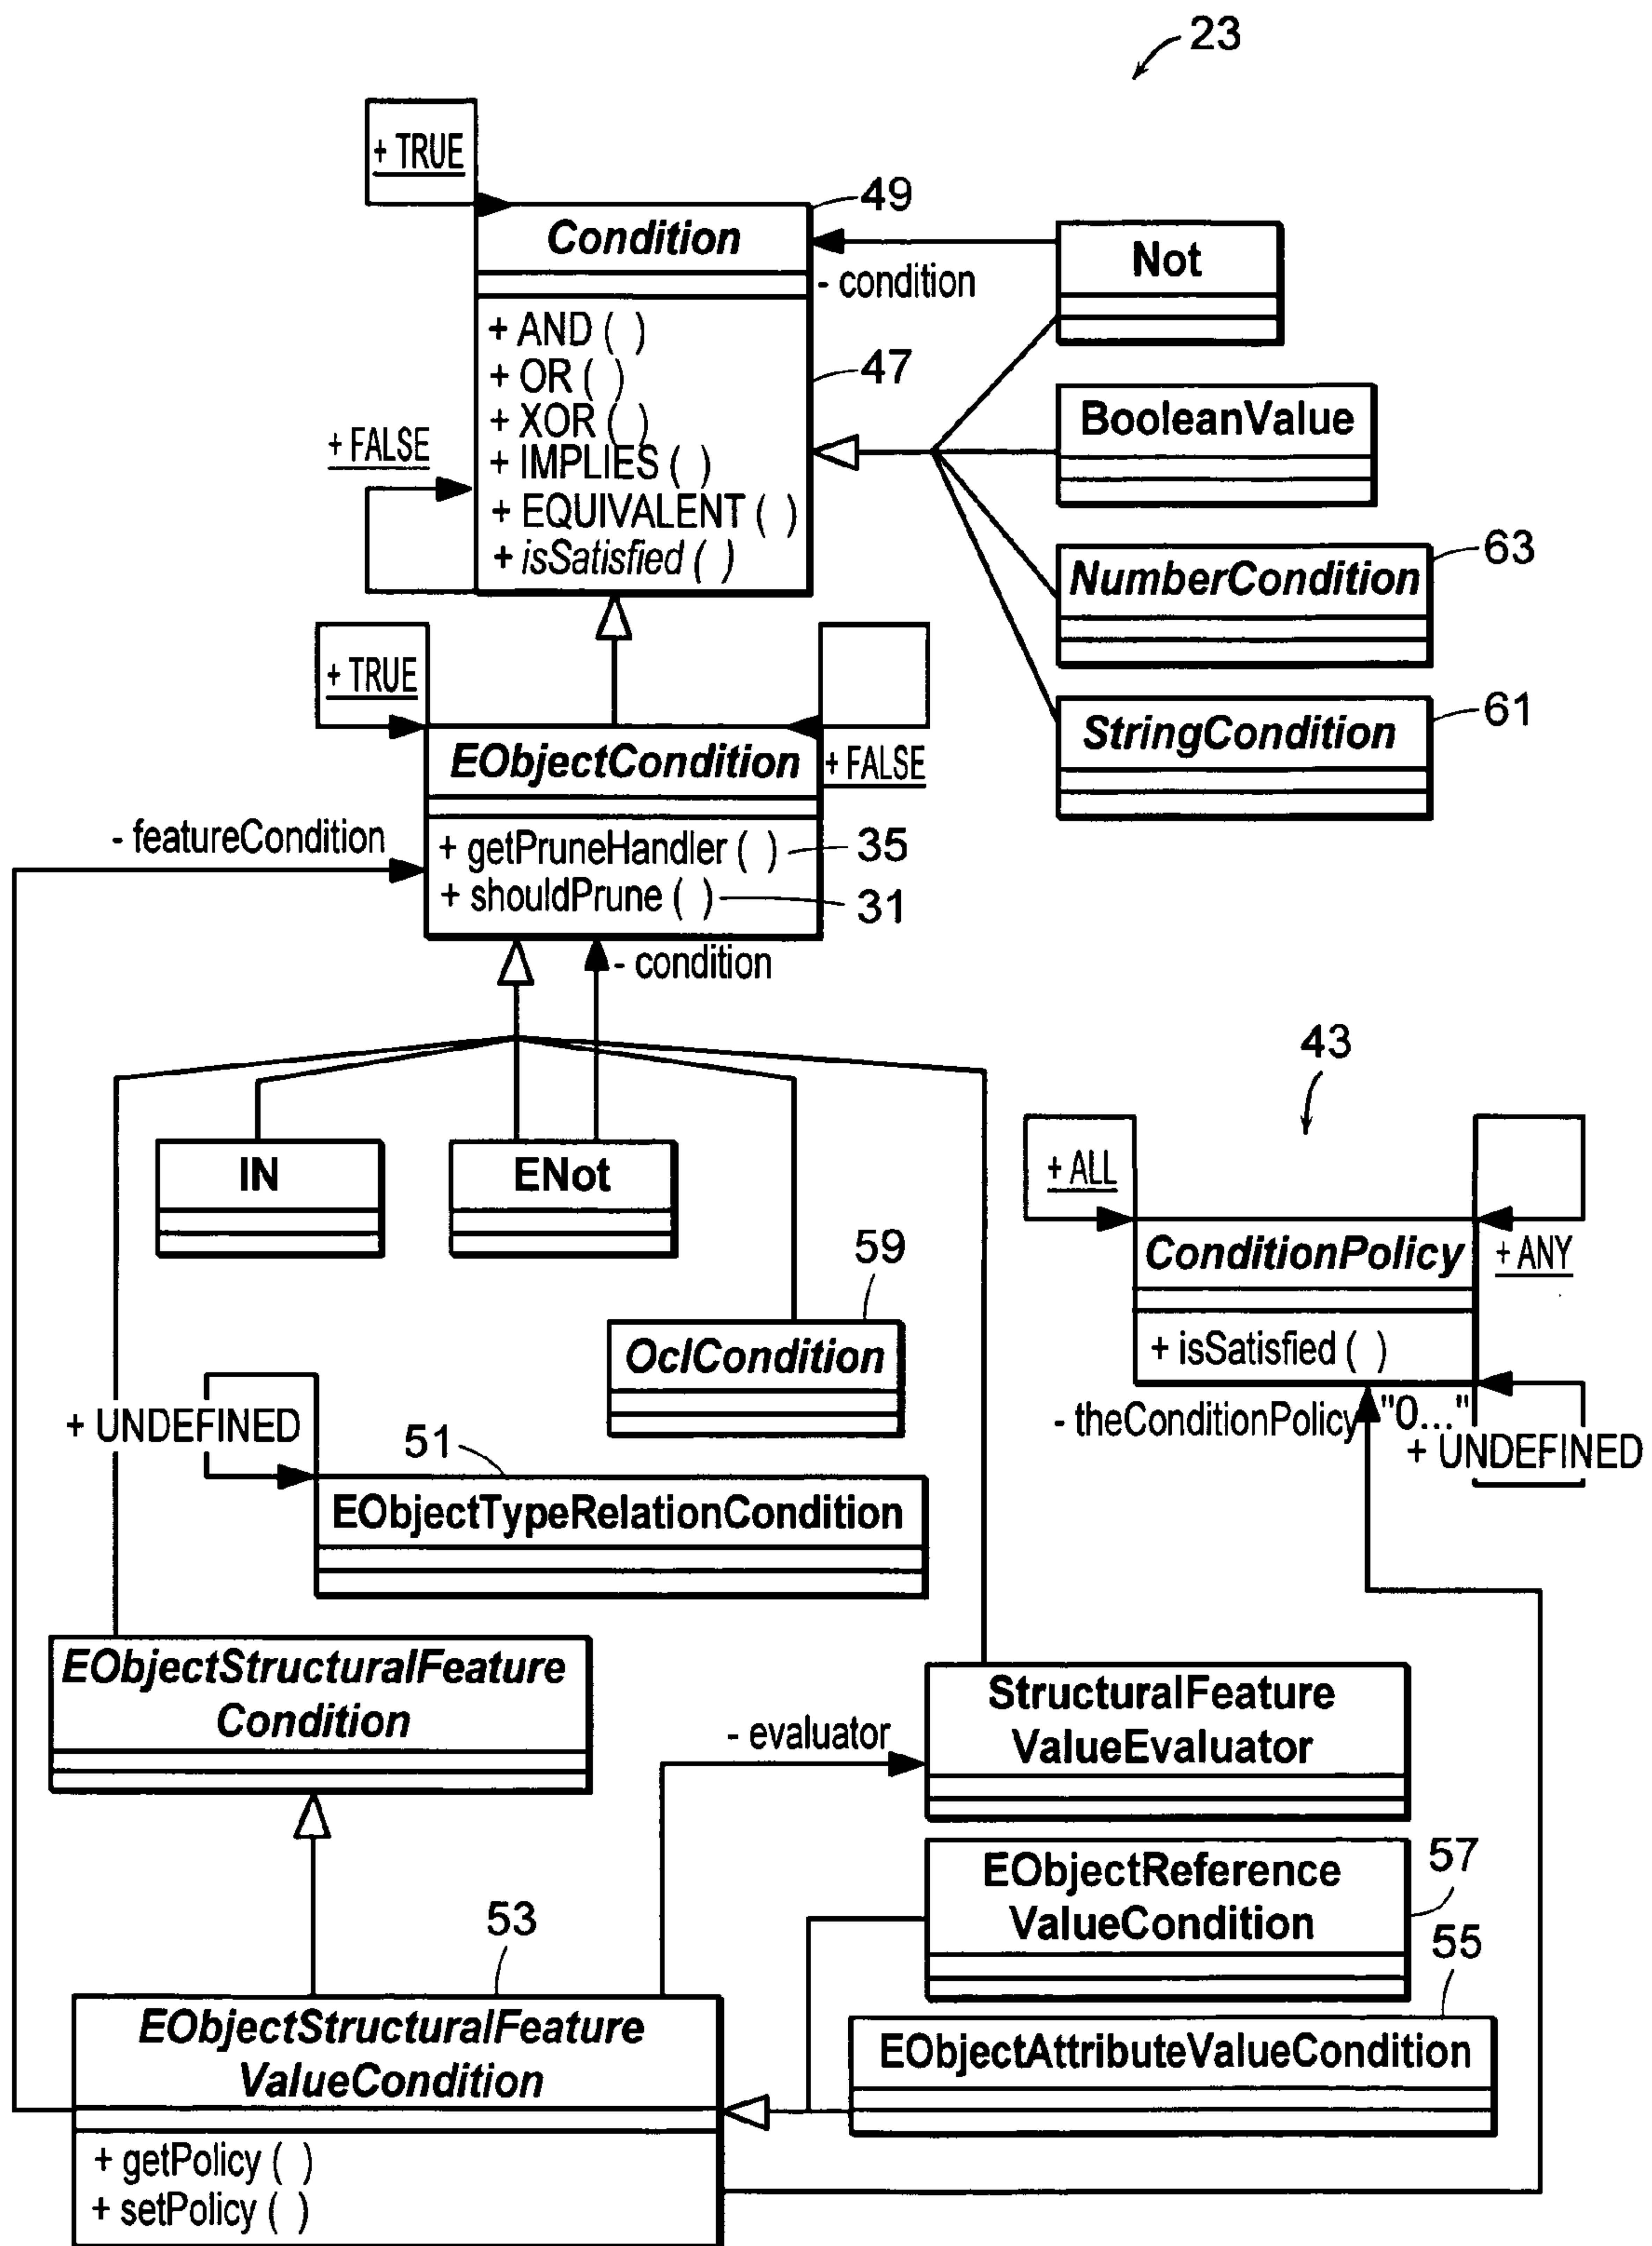 23
+ TRUE
49
Condition
Not
- condition
+ AND ( )
+ OR ( )
47
+ XOR ( )
BooleanValue
+ FALSE
+ IMPLIES ( )
+ EQUIVALENT ( )
+ isSatisfied ( )
63
NumberCondition
+ TRUE
61
StringCondition
EObjectCondition
+ FALSE
- featureCondition
+ getPruneHandler ( )
35
+ shouldPrune ( )
31
- condition
43
IN
ENot
+ ALL
59
ConditionPolicy
+ ANY
OclCondition
+ isSatisfied ( )
+ UNDEFINED
51
- theConditionPolicy
"0..."
+ UNDEFINED
EObjectTypeRelationCondition
EObjectStructuralFeature
Condition
StructuralFeature
ValueEvaluator
- evaluator
EObjectReference
ValueCondition
57
53
55
EObjectStructuralFeature
ValueCondition
EObjectAttributeValueCondition
+ getPolicy ( )
+ setPolicy ( )